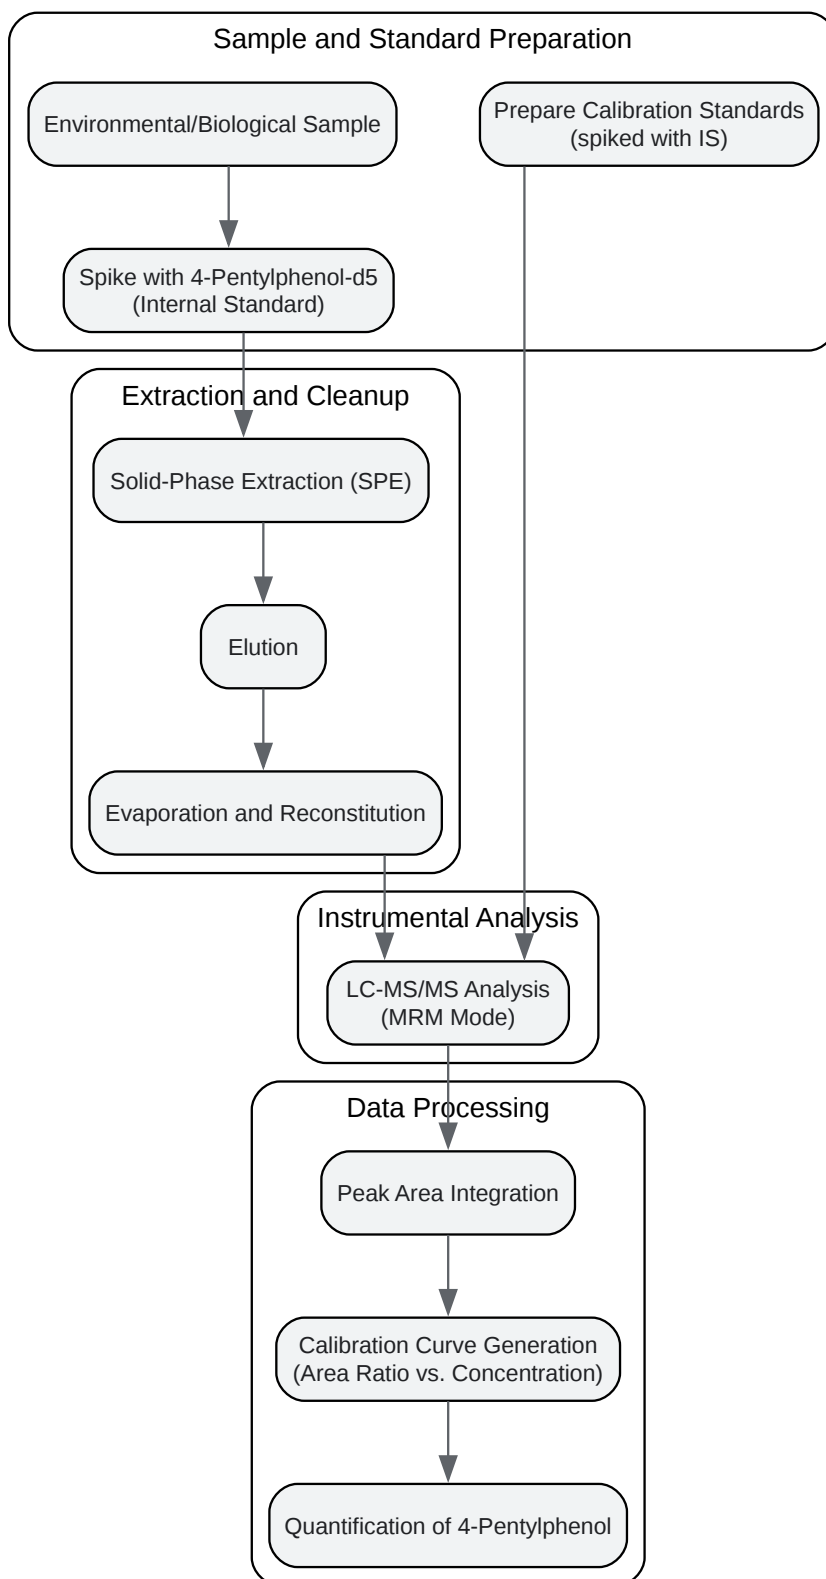 Sample and Standard Preparation
Environmental/Biological Sample
Prepare Calibration Standards
(spiked with IS)
Spike with 4-Pentylphenol-d5
(Internal Standard)
Extraction and Cleanup
Solid-Phase Extraction (SPE)
Elution
Evaporation and Reconstitution
Instrumental Analysis
LC-MS/MS Analysis
(MRM Mode)
Data Processing
Peak Area Integration
Calibration Curve Generation
(Area Ratio vs. Concentration)
Quantification of 4-Pentylphenol